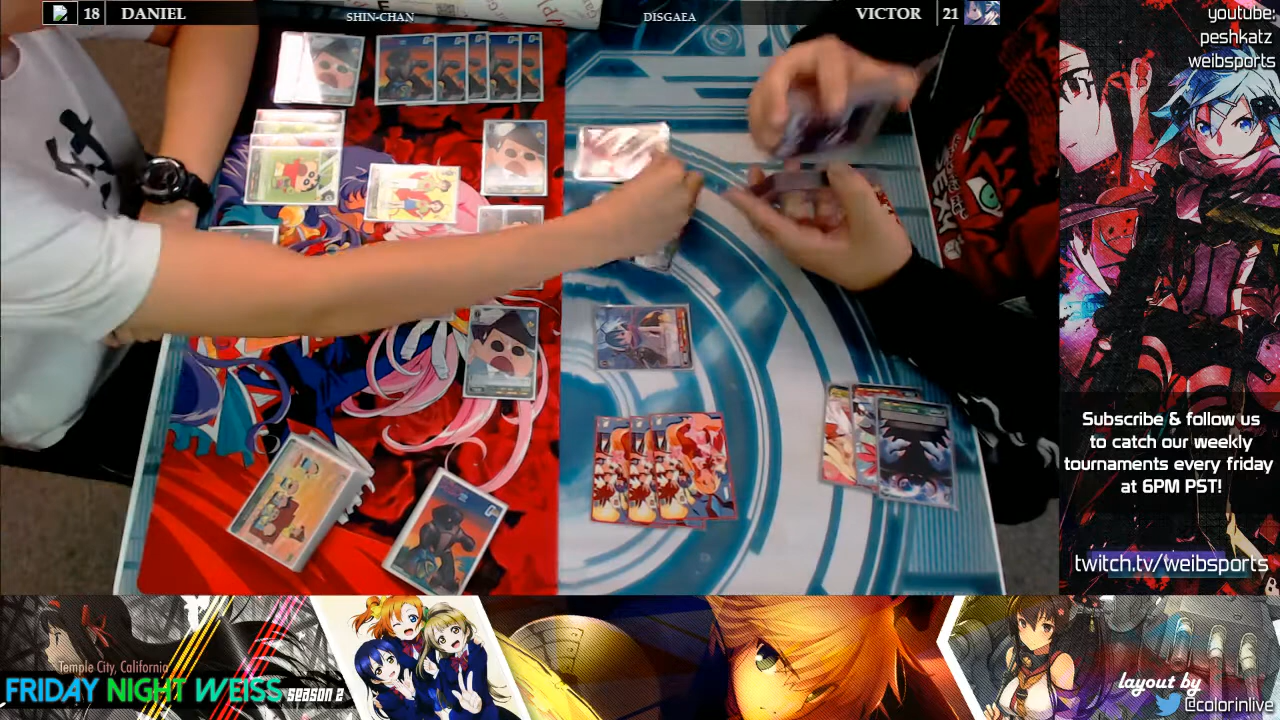 18 DANIEL
SHIN-CHAN
DISGAEA
VICTOR 21
youtube:
peshkatz
weibsports
Subscribe & follow us
to catch our weekly
tournaments every friday
at 6PM PST!
twitch.tv/weibsports
Temple City, California
FRIDAY NIGHT WEISS SEASON 2
layout by
@colorinlive